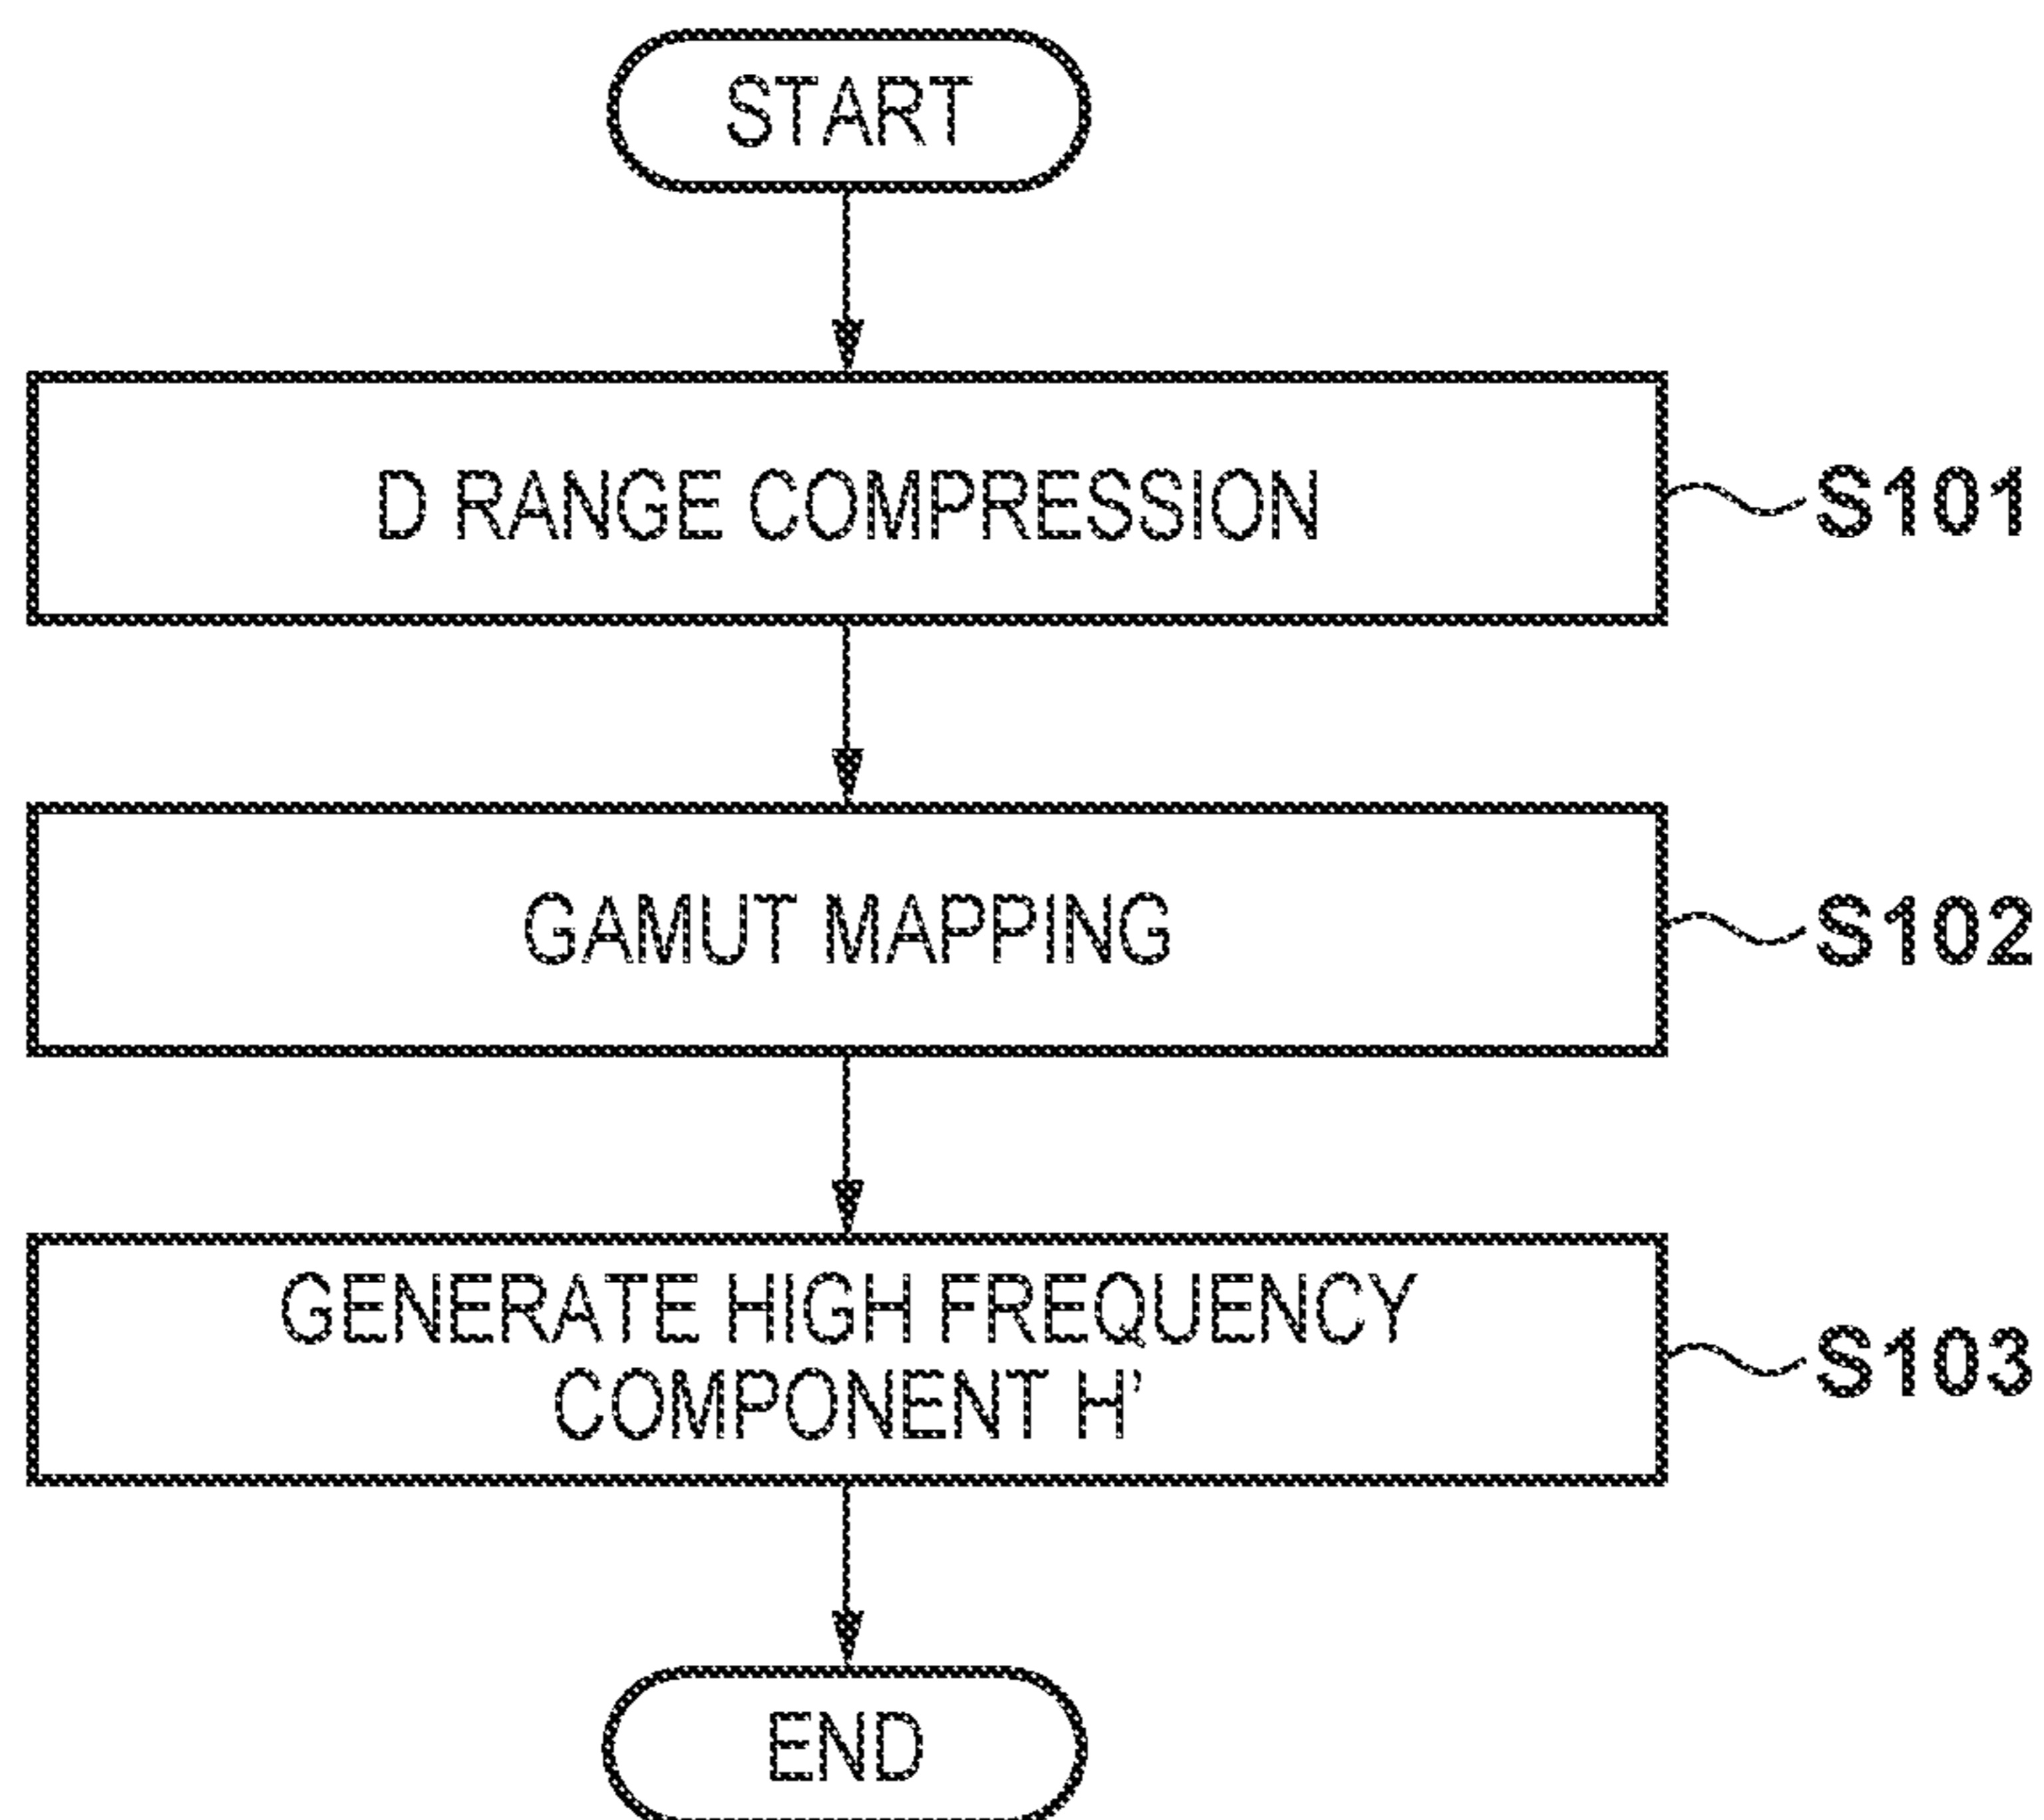 START
D RANGE COMPRESSION
S101
GAMUT MAPPING
S102
GENERATE HIGH FREQUENCY
COMPONENT H'
S103
END